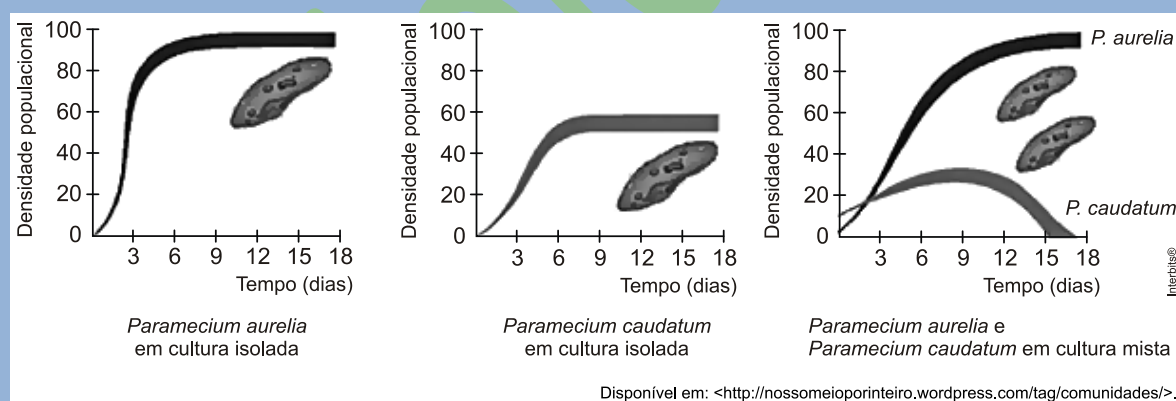 100
80
60
40
20
0
Densidade populacional
3 6 9 12 15 18
Tempo (dias)
Paramecium aurelia
em cultura isolada
100
80
60
40
20
0
Densidade populacional
3 6 9 12 15 18
Tempo (dias)
Paramecium caudatum
em cultura isolada
100
80
60
40
20
0
Densidade populacional
P. aurelia
P. caudatum
3 6 9 12 15 18
Tempo (dias)
Paramecium aurelia e
Paramecium caudatum em cultura mista
Interbits®
Disponível em: <http://nossomeioporinteiro.wordpress.com/tag/comunidades/>.